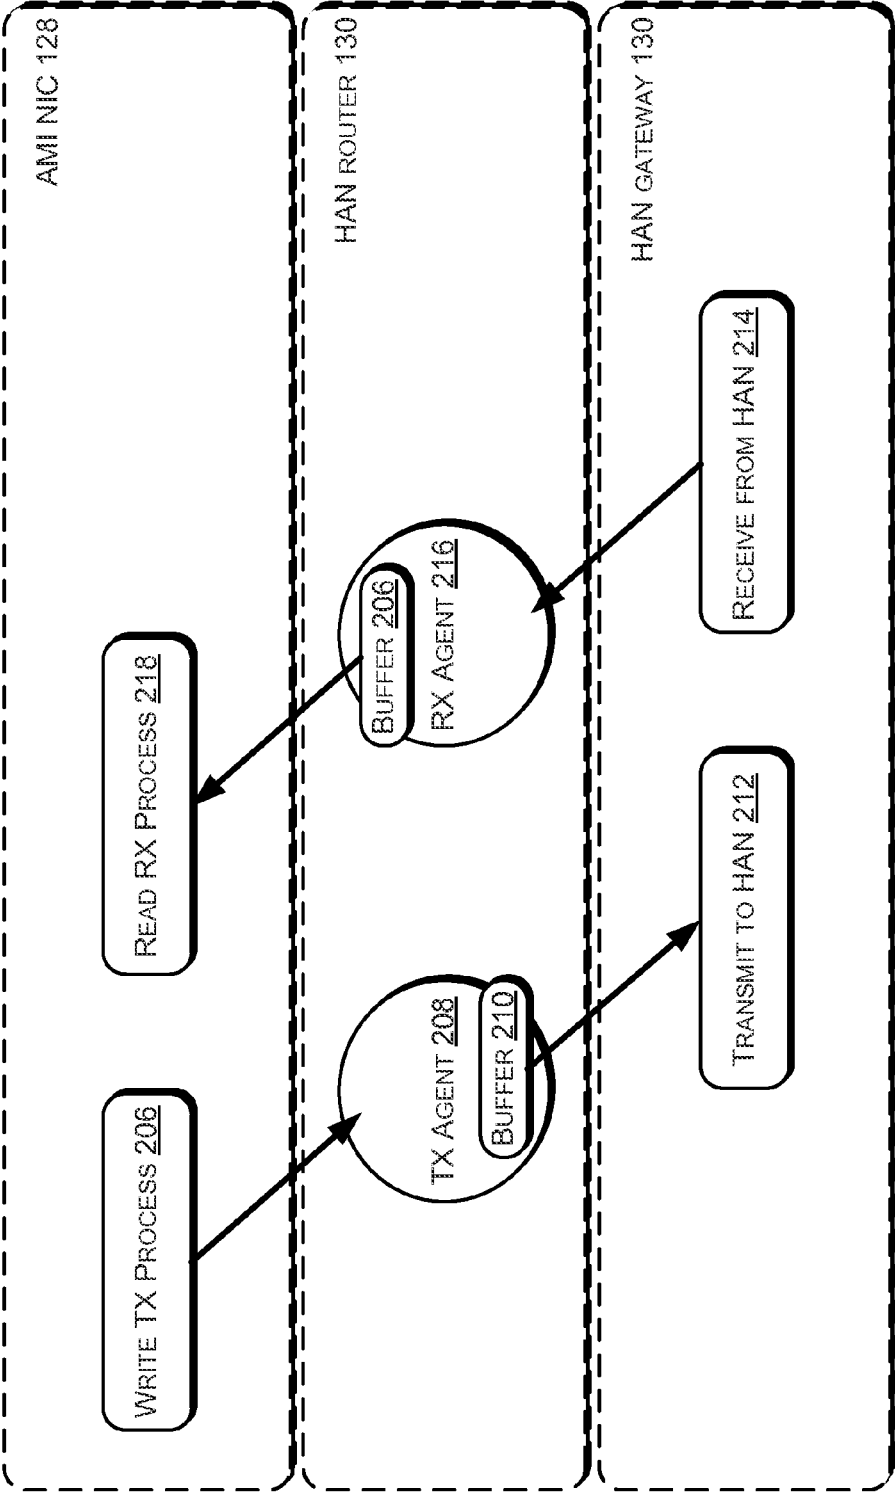 AMI NIC 128
WRITE TX PROCESS 206
READ RX PROCESS 218
HAN ROUTER 130
TX AGENT 208
BUFFER 210
BUFFER 206
RX AGENT 216
HAN GATEWAY 130
TRANSMIT TO HAN 212
RECEIVE FROM HAN 214